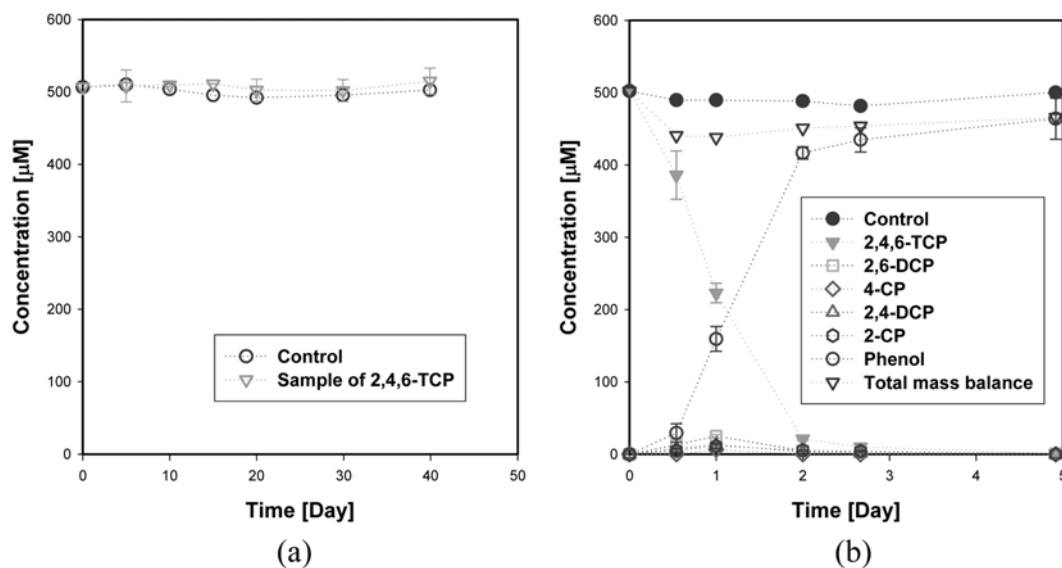 600
500
400
300
200
100
0
Concentration [µM]
Control
Sample of 2,4,6-TCP
0
10
20
30
40
50
Time [Day]
(a)
600
500
400
300
200
100
0
Concentration [µM]
Control
2,4,6-TCP
2,6-DCP
4-CP
2,4-DCP
2-CP
Phenol
Total mass balance
0
1
2
3
4
5
Time [Day]
(b)